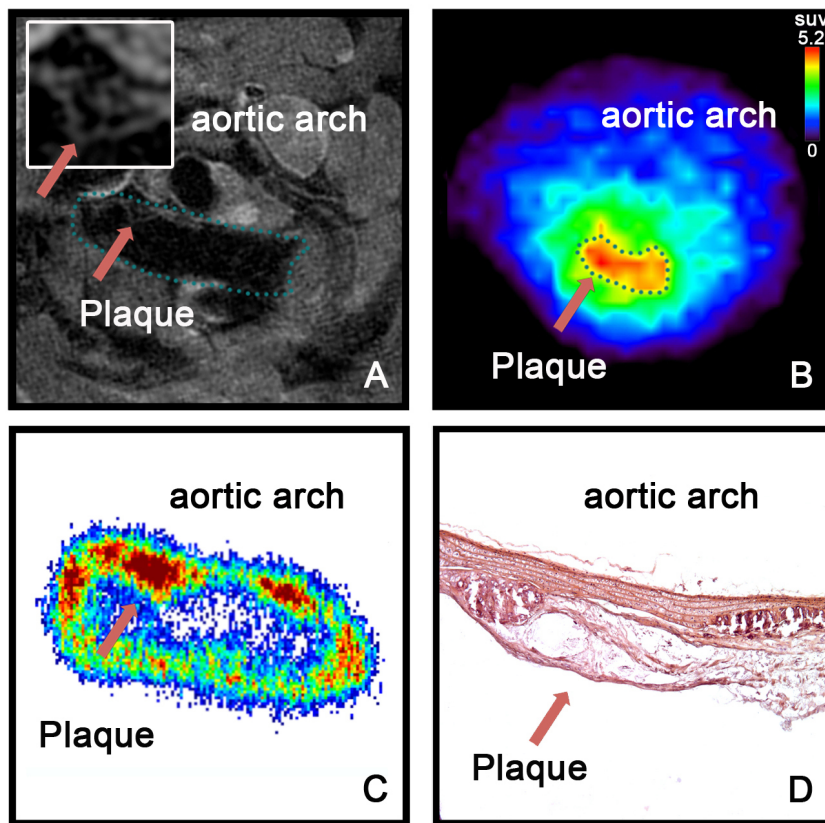 aortic arch
Plaque
A
suv
5.2
0
aortic arch
Plaque
B
aortic arch
Plaque
C
aortic arch
Plaque
D